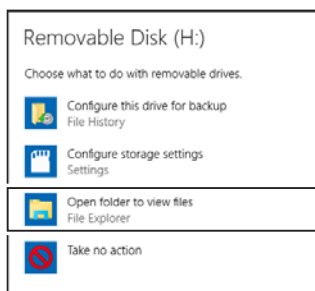 Removable Disk (H:)
Choose what to do with removable drives.
Configure this drive for backup
File History
Configure storage settings
Settings
Open folder to view files
File Explorer
Take no action